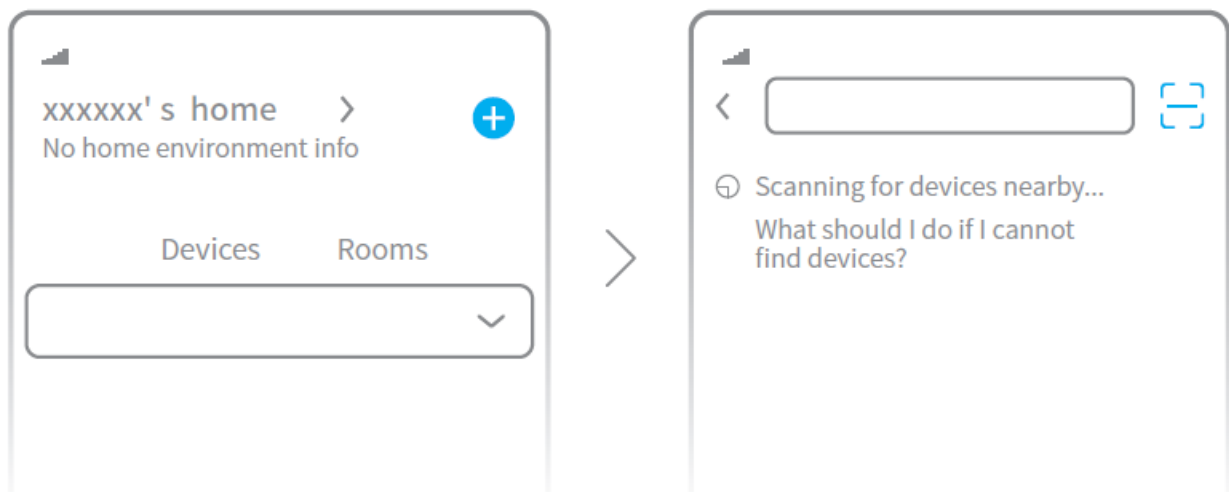 xxxxxx' s home
No home environment info
Devices Rooms
Scanning for devices nearby...
What should I do if I cannot
find devices?